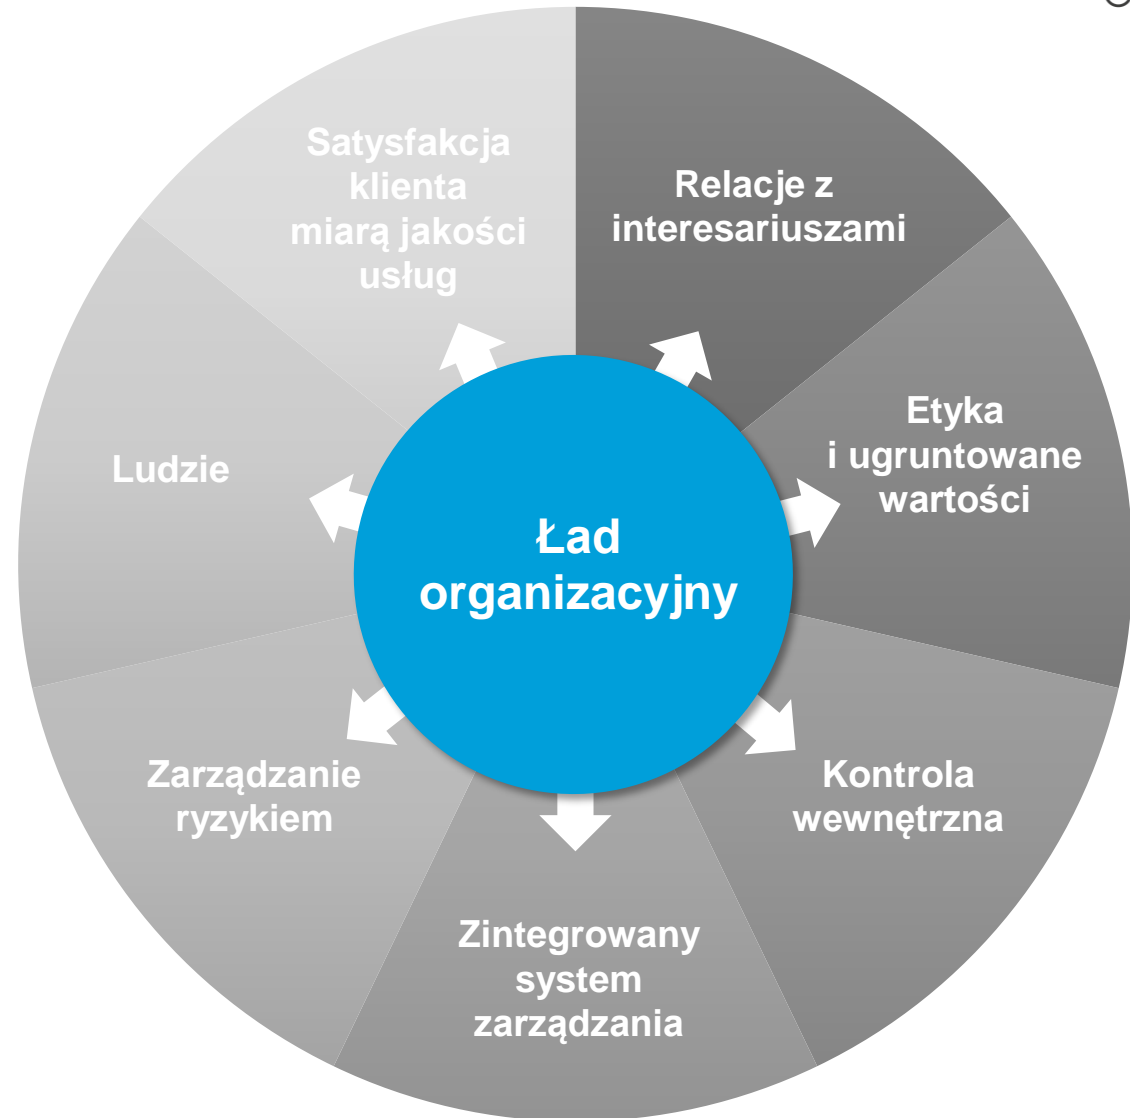 Satysfakcja
klienta
miarą jakości
usług
Relacje z
interesariuszami
Etyka
i ugruntowane
wartości
Ludzie
Ład
organizacyjny
Zarządzanie
ryzykiem
Kontrola
wewnętrzna
Zintegrowany
system
zarządzania